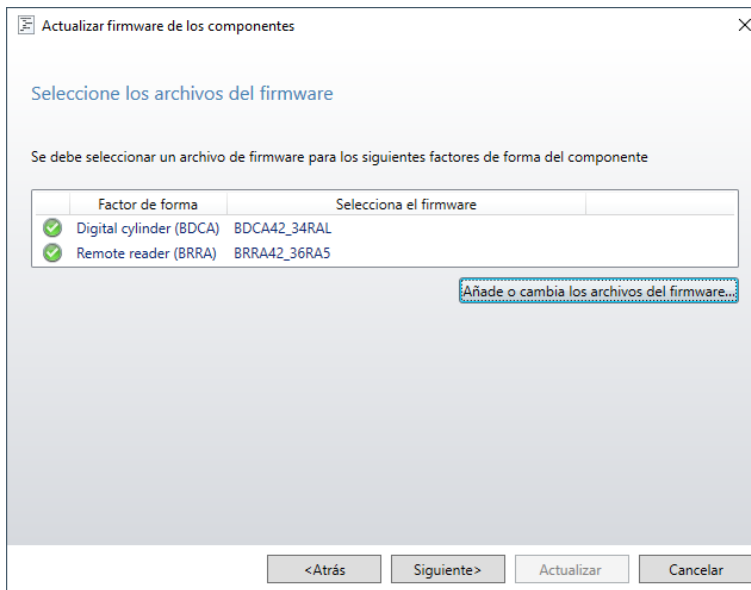 Actualizar firmware de los componentes
Seleccione los archivos del firmware
Se debe seleccionar un archivo de firmware para los siguientes factores de forma del componente
Factor de forma Selecciona el firmware
Digital cylinder (BDCA) BDCA42_34RAL
Remote reader (BRRA) BRRA42_36RA5
Añade o cambia los archivos del firmware...
<Atrás Siguiente> Actualizar Cancelar